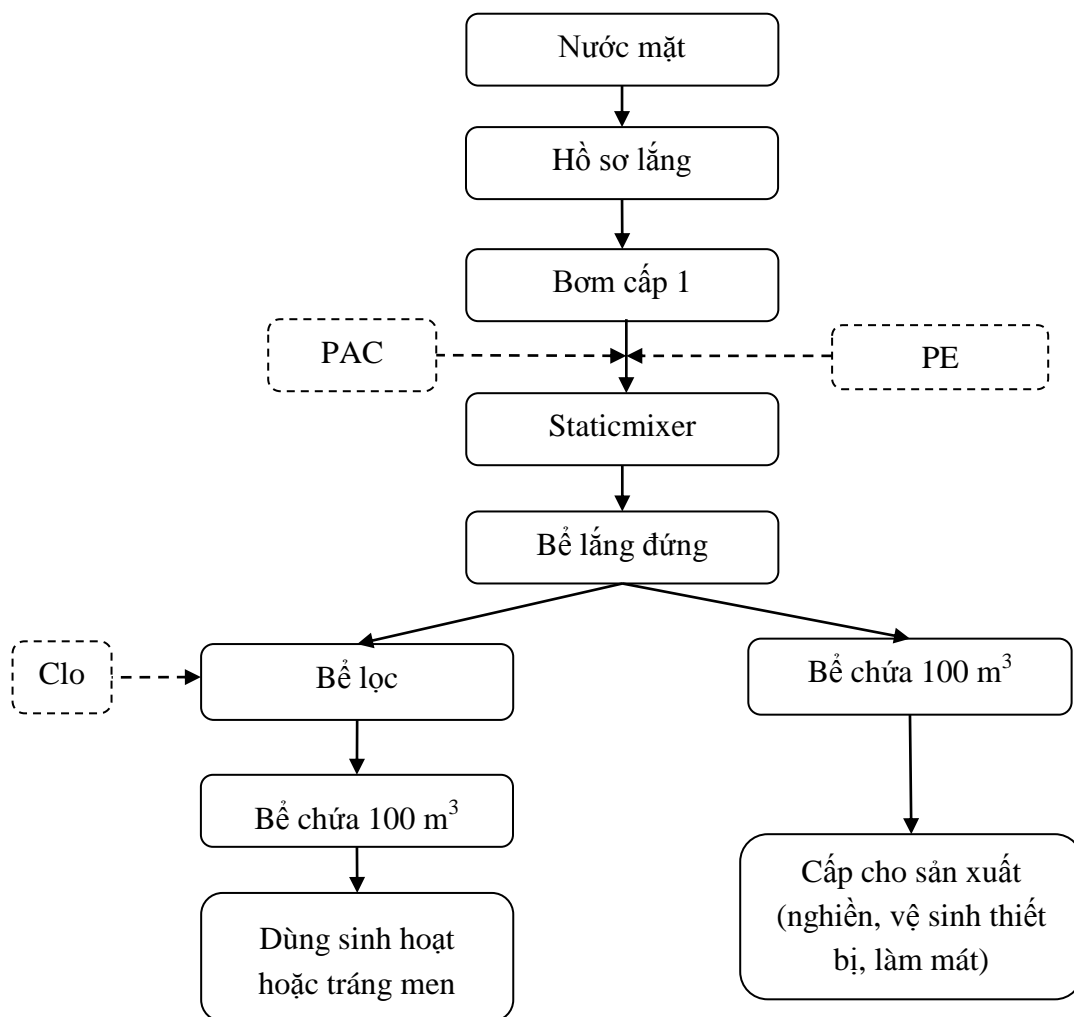 Nước mặt
Hồ sơ lắng
Bơm cấp 1
PAC
PE
Staticmixer
Bể lắng đứng
Clo
Bể lọc
Bể chứa 100 m³
Bể chứa 100 m³
Cấp cho sản xuất
(nghiền, vệ sinh thiết
bị, làm mát)
Dùng sinh hoạt
hoặc tráng men